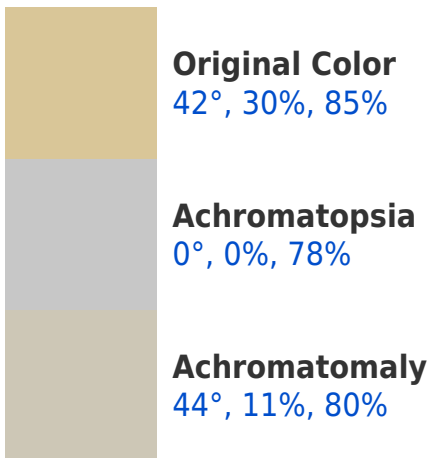 Original Color
42°, 30%, 85%
Achromatopsia
0°, 0%, 78%
Achromatomaly
44°, 11%, 80%